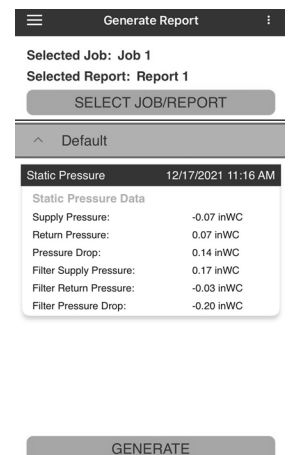 Generate Report
Selected Job: Job 1
Selected Report: Report 1
SELECT JOB/REPORT
Default
Static Pressure 12/17/2021 11:16 AM
Static Pressure Data
Supply Pressure: -0.07 inWC
Return Pressure: 0.07 inWC
Pressure Drop: 0.14 inWC
Filter Supply Pressure: 0.17 inWC
Filter Return Pressure: -0.03 inWC
Filter Pressure Drop: -0.20 inWC
GENERATE